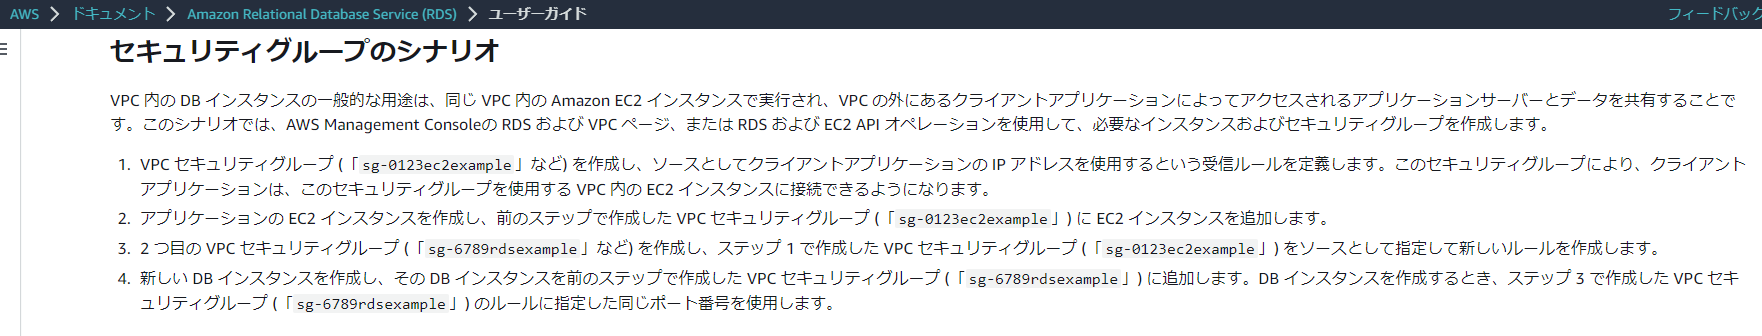 AWS > ドキュメント > Amazon Relational Database Service (RDS) > ユーザーガイド
フィードバック
セキュリティグループのシナリオ
VPC 内の DB インスタンスの一般的な用途は、同じ VPC 内の Amazon EC2 インスタンスで実行され、VPC の外にあるクライアントアプリケーションによってアクセスされるアプリケーションサーバーとデータを共有することで
す。このシナリオでは、AWS Management Consoleの RDS および VPC ページ、または RDS および EC2 API オペレーションを使用して、必要なインスタンスおよびセキュリティグループを作成します。
1. VPC セキュリティグループ (「sg-0123ec2example」など) を作成し、ソースとしてクライアントアプリケーションの IP アドレスを使用するという受信ルールを定義します。このセキュリティグループにより、クライアント
アプリケーションは、このセキュリティグループを使用する VPC 内の EC2 インスタンスに接続できるようになります。
2. アプリケーションの EC2 インスタンスを作成し、前のステップで作成した VPC セキュリティグループ (「sg-0123ec2example」) に EC2 インスタンスを追加します。
3. 2 つ目の VPC セキュリティグループ (「sg-6789rdsexample」など) を作成し、ステップ 1 で作成した VPC セキュリティグループ (「sg-0123ec2example」) をソースとして指定して新しいルールを作成します。
4. 新しい DB インスタンスを作成し、その DB インスタンスを前のステップで作成した VPC セキュリティグループ (「sg-6789rdsexample」) に追加します。DB インスタンスを作成するとき、ステップ 3 で作成した VPC セキ
ュリティグループ (「sg-6789rdsexample」) のルールに指定した同じポート番号を使用します。